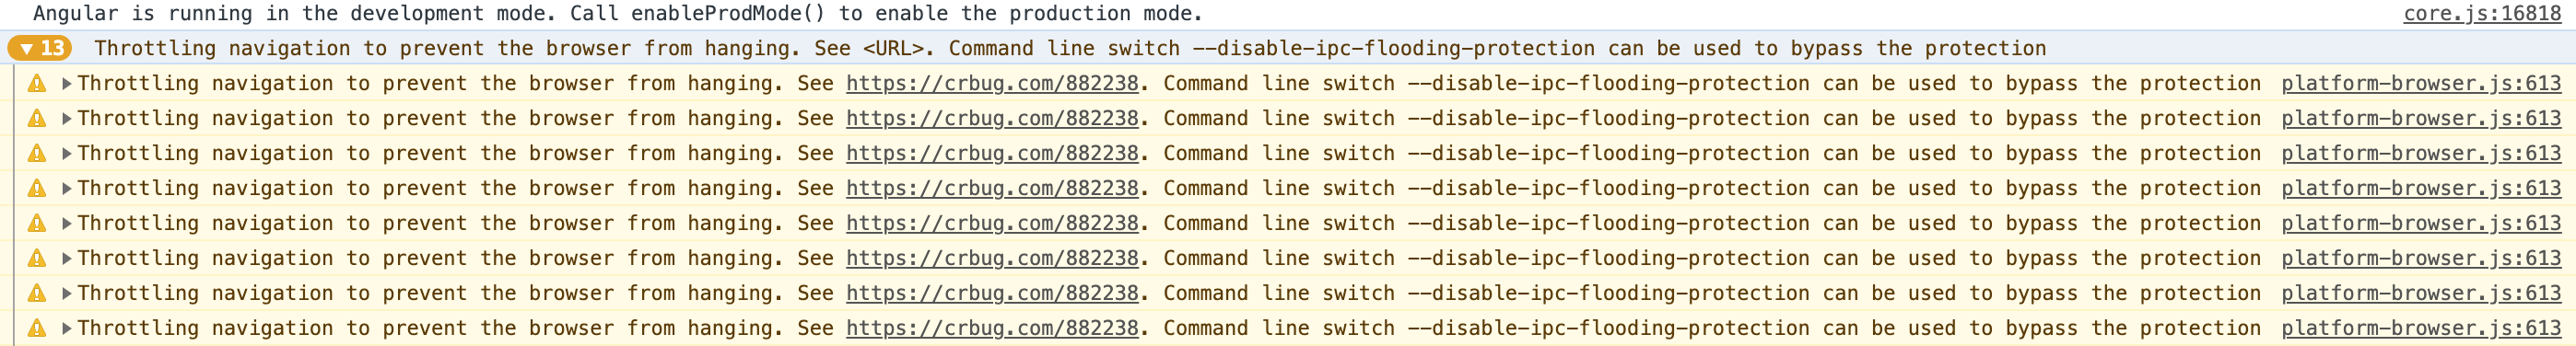 Angular is running in the development mode. Call enableProdMode() to enable the production mode. core.js:16818
13 Throttling navigation to prevent the browser from hanging. See <URL>. Command line switch --disable-ipc-flooding-protection can be used to bypass the protection
Throttling navigation to prevent the browser from hanging. See https://crbug.com/882238. Command line switch --disable-ipc-flooding-protection can be used to bypass the protection platform-browser.js:613
Throttling navigation to prevent the browser from hanging. See https://crbug.com/882238. Command line switch --disable-ipc-flooding-protection can be used to bypass the protection platform-browser.js:613
Throttling navigation to prevent the browser from hanging. See https://crbug.com/882238. Command line switch --disable-ipc-flooding-protection can be used to bypass the protection platform-browser.js:613
Throttling navigation to prevent the browser from hanging. See https://crbug.com/882238. Command line switch --disable-ipc-flooding-protection can be used to bypass the protection platform-browser.js:613
Throttling navigation to prevent the browser from hanging. See https://crbug.com/882238. Command line switch --disable-ipc-flooding-protection can be used to bypass the protection platform-browser.js:613
Throttling navigation to prevent the browser from hanging. See https://crbug.com/882238. Command line switch --disable-ipc-flooding-protection can be used to bypass the protection platform-browser.js:613
Throttling navigation to prevent the browser from hanging. See https://crbug.com/882238. Command line switch --disable-ipc-flooding-protection can be used to bypass the protection platform-browser.js:613
Throttling navigation to prevent the browser from hanging. See https://crbug.com/882238. Command line switch --disable-ipc-flooding-protection can be used to bypass the protection platform-browser.js:613